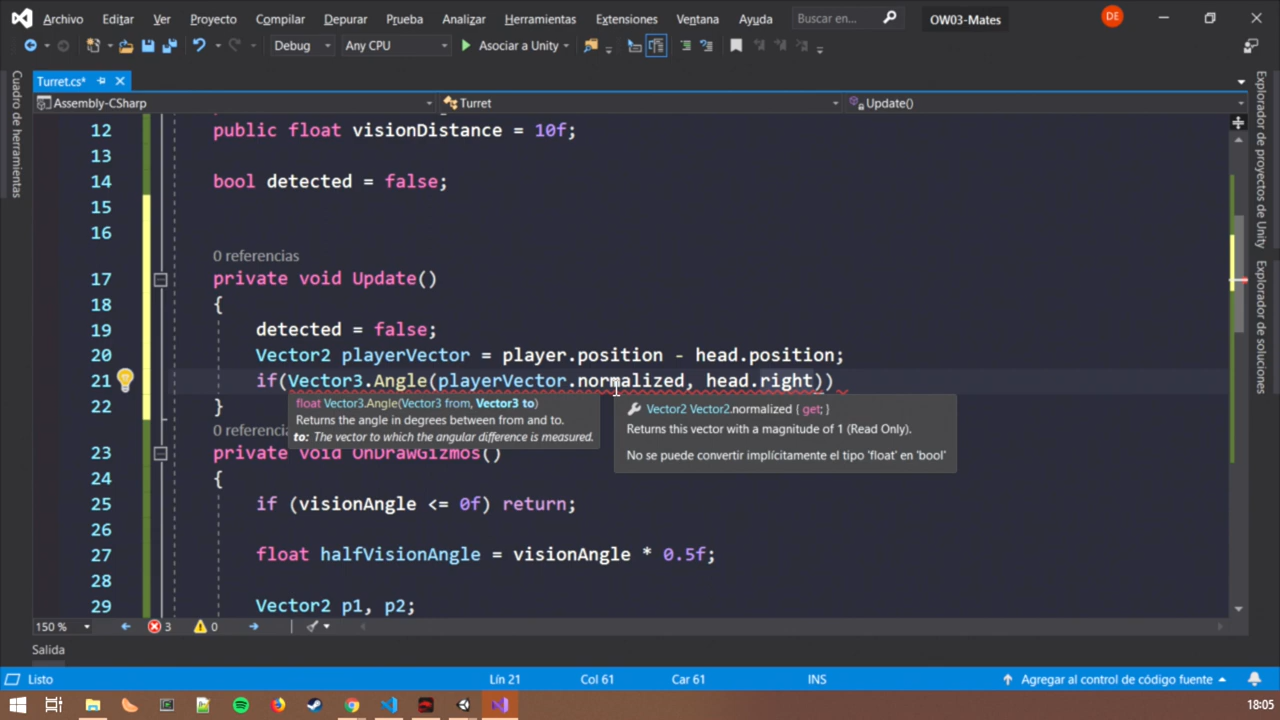 Archivo Editar Ver Proyecto Compilar Depurar Prueba Analizar Herramientas Extensiones Ventana Ayuda Buscar en... OW03-Mates DE
Debug Any CPU Asociar a Unity
Cuadro de herramientas
Turret.cs*
Assembly-CSharp Turret Update()
12 public float visionDistance = 10f;
13
14 bool detected = false;
15
16
0 referencias
17 private void Update()
18 {
19 detected = false;
20 Vector2 playerVector = player.position - head.position;
21 if(Vector3.Angle(playerVector.normalized, head.right))
22 }
float Vector3.Angle(Vector3 from, Vector3 to)
Returns the angle in degrees between from and to.
to: The vector to which the angular difference is measured.
Vector2 Vector2.normalized { get; }
Returns this vector with a magnitude of 1 (Read Only).
No se puede convertir implícitamente el tipo 'float' en 'bool'
0 referencia
23 private void OnDrawGizmos()
24 {
25 if (visionAngle <= 0f) return;
26
27 float halfVisionAngle = visionAngle * 0.5f;
28
29 Vector2 p1, p2;
Explorador de proyectos de Unity
Explorador de soluciones
150 % 3 0
Salida
Listo Lín 21 Col 61 Car 61 INS Agregar al control de código fuente
18:05